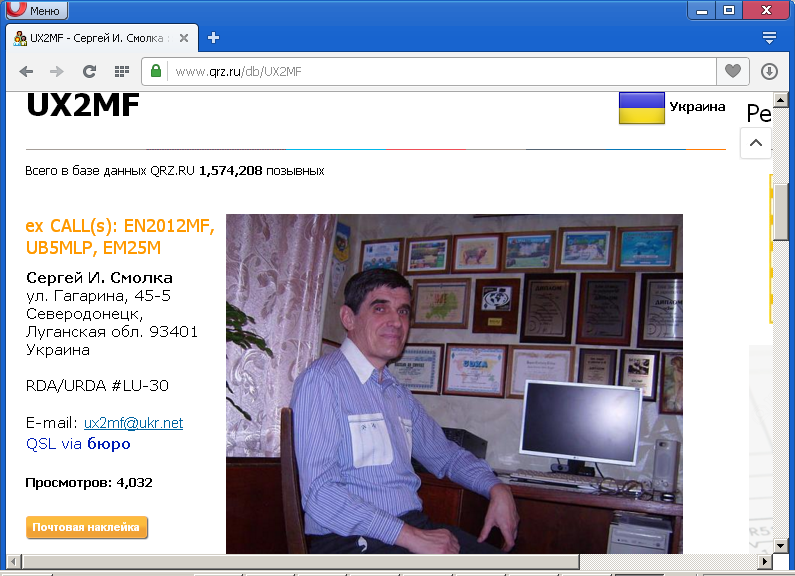 Меню
UX2MF - Сергей И. Смолка
www.qrz.ru/db/UX2MF
UX2MF
Украина
Ре
Всего в базе данных QRZ.RU 1,574,208 позывных
ex CALL(s): EN2012MF,
UB5MLP, EM25M
Сергей И. Смолка
ул. Гагарина, 45-5
Северодонецк,
Луганская обл. 93401
Украина
RDA/URDA #LU-30
E-mail: ux2mf@ukr.net
QSL via бюро
Просмотров: 4,032
Почтовая наклейка
ДИПЛОМ